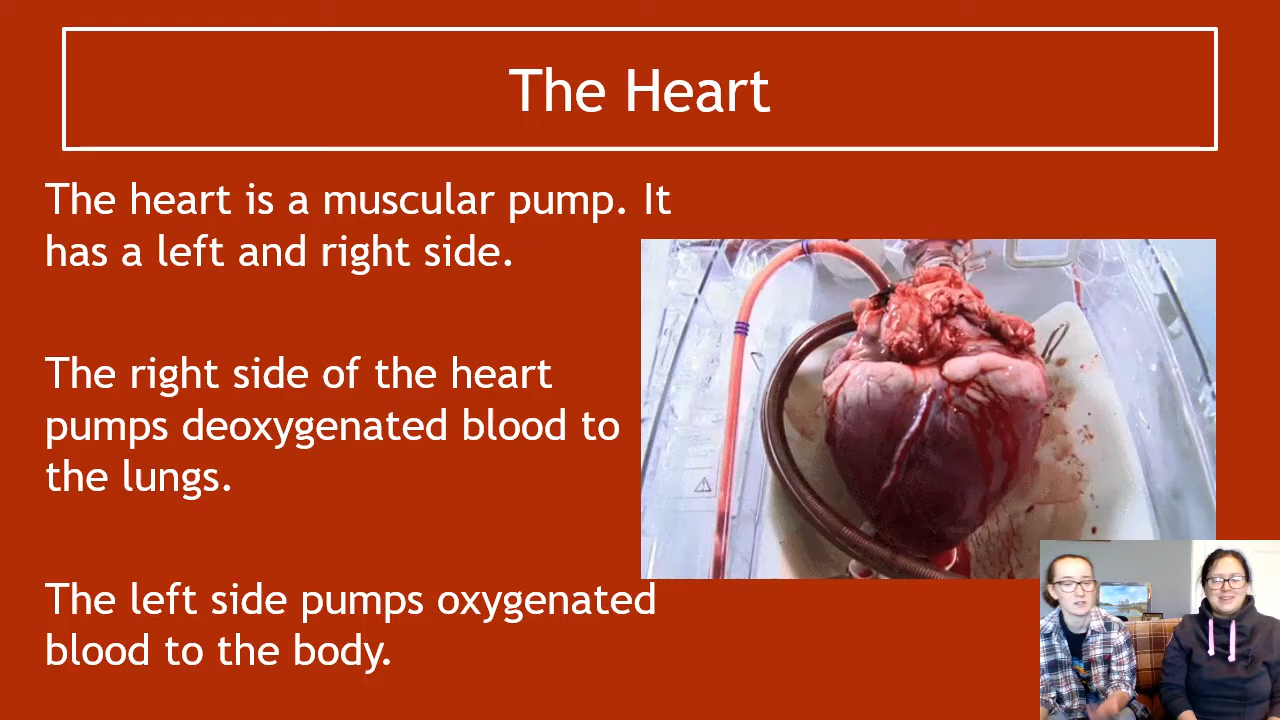 The Heart
The heart is a muscular pump. It
has a left and right side.
The right side of the heart
pumps deoxygenated blood to
the lungs.
The left side pumps oxygenated
blood to the body.